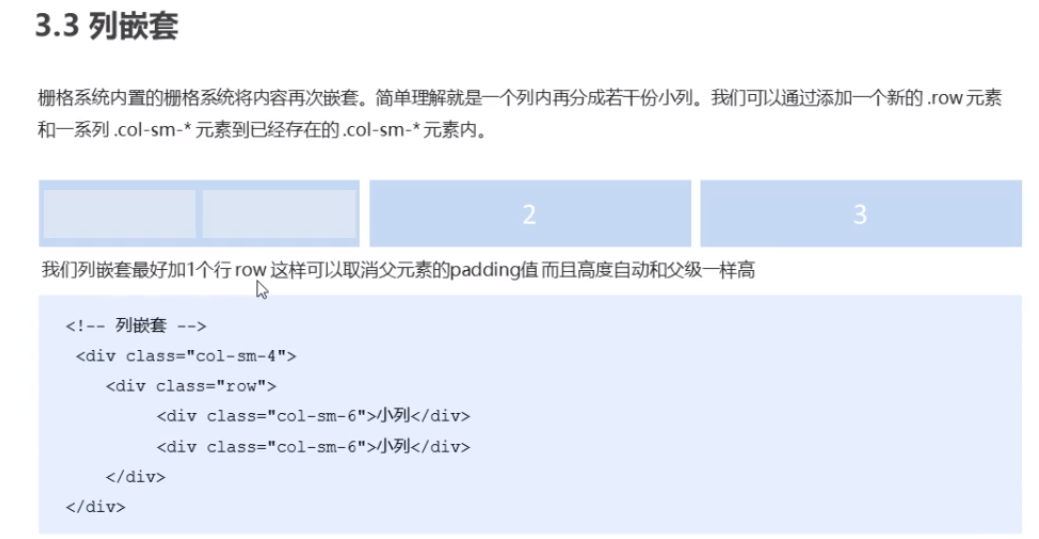 3.3 列嵌套
栅格系统内置的栅格系统将内容再次嵌套。简单理解就是一个列内再分成若干份小列。我们可以通过添加一个新的 .row 元素
和一系列 .col-sm-* 元素到已经存在的 .col-sm-* 元素内。
2
3
我们列嵌套最好加1个行 row 这样可以取消父元素的padding值 而且高度自动和父级一样高
<!-- 列嵌套 -->
<div class="col-sm-4">
<div class="row">
<div class="col-sm-6">小列</div>
<div class="col-sm-6">小列</div>
</div>
</div>